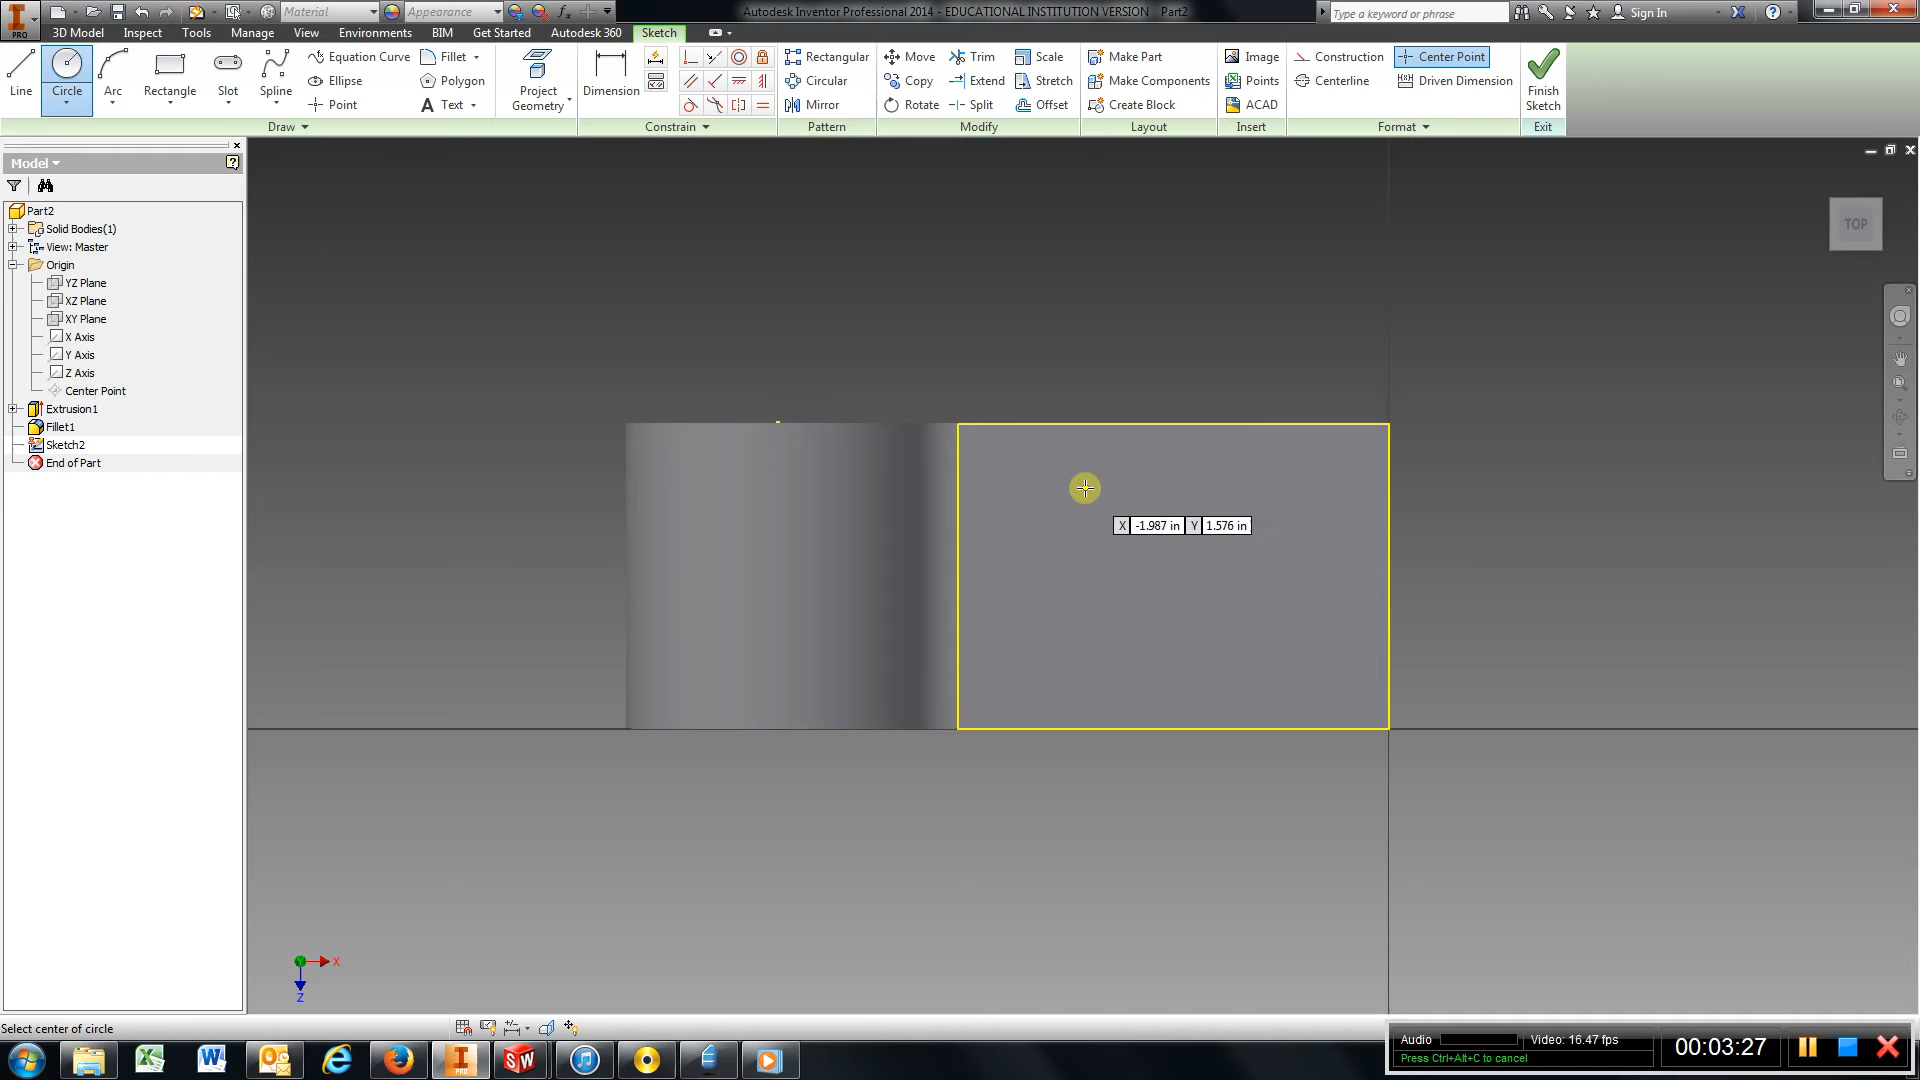 Material
Appearance
Autodesk Inventor Professional 2014 - EDUCATIONAL INSTITUTION VERSION Part2
Type a keyword or phrase
Sign In
PRO
3D Model
Inspect
Tools
Manage
View
Environments
BIM
Get Started
Autodesk 360
Sketch
Line
Circle
Arc
Rectangle
Slot
Spline
Equation Curve
Ellipse
Point
Fillet
Polygon
Text
Project
Geometry
Dimension
Rectangular
Circular
Mirror
Move
Copy
Rotate
Trim
Extend
Split
Scale
Stretch
Offset
Make Part
Make Components
Create Block
Image
Points
ACAD
Construction
Centerline
Center Point
Driven Dimension
Finish
Sketch
Draw
Constrain
Pattern
Modify
Layout
Insert
Format
Exit
Model
Part2
Solid Bodies(1)
View: Master
Origin
YZ Plane
XZ Plane
XY Plane
X Axis
Y Axis
Z Axis
Center Point
Extrusion1
Fillet1
Sketch2
End of Part
TOP
X -1.987 in Y 1.576 in
X
Z
Select center of circle
Audio
Video: 16.47 fps
Press Ctrl+Alt+C to cancel
00:03:27